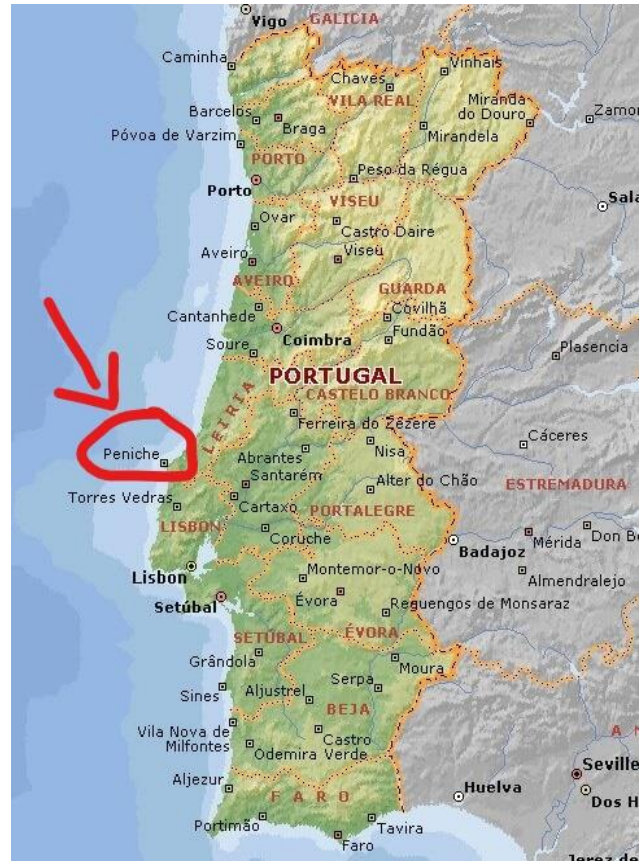 Vigo
GALICIA
Caminha
Chaves
Vinhais
VILA REAL
Barcelos
Braga
Miranda
do Douro
Zamor
Póvoa de Varzim
Mirandela
PORTO
Peso da Régua
Porto
VISEU
Sala
Ovar
Castro Daire
Aveiro
Viseu
AVEIRO
GUARDA
Covilhã
Cantanhede
Coimbra
Fundão
Soure
Plasencia
PORTUGAL
CASTELO BRANCO
LEIRIA
Ferreira do Zêzere
Peniche
Abrantes
Nisa
Cáceres
Santarém
Alter do Chão
ESTREMADURA
Torres Vedras
Cartaxo
PORTALEGRE
LISBON
Coruche
Badajoz
Mérida
Don Be
Lisbon
Montemor-o-Novo
Almendralejo
Setúbal
Évora
Reguengos de Monsaraz
SETÚBAL
ÉVORA
Grândola
Moura
Serpa
Sines
Aljustrel
BEJA
Vila Nova de
Milfontes
Castro
Verde
Odemira
A N
Seville
Aljezur
Huelva
Dos H
FARO
Portimão
Tavira
Faro
Jerez de